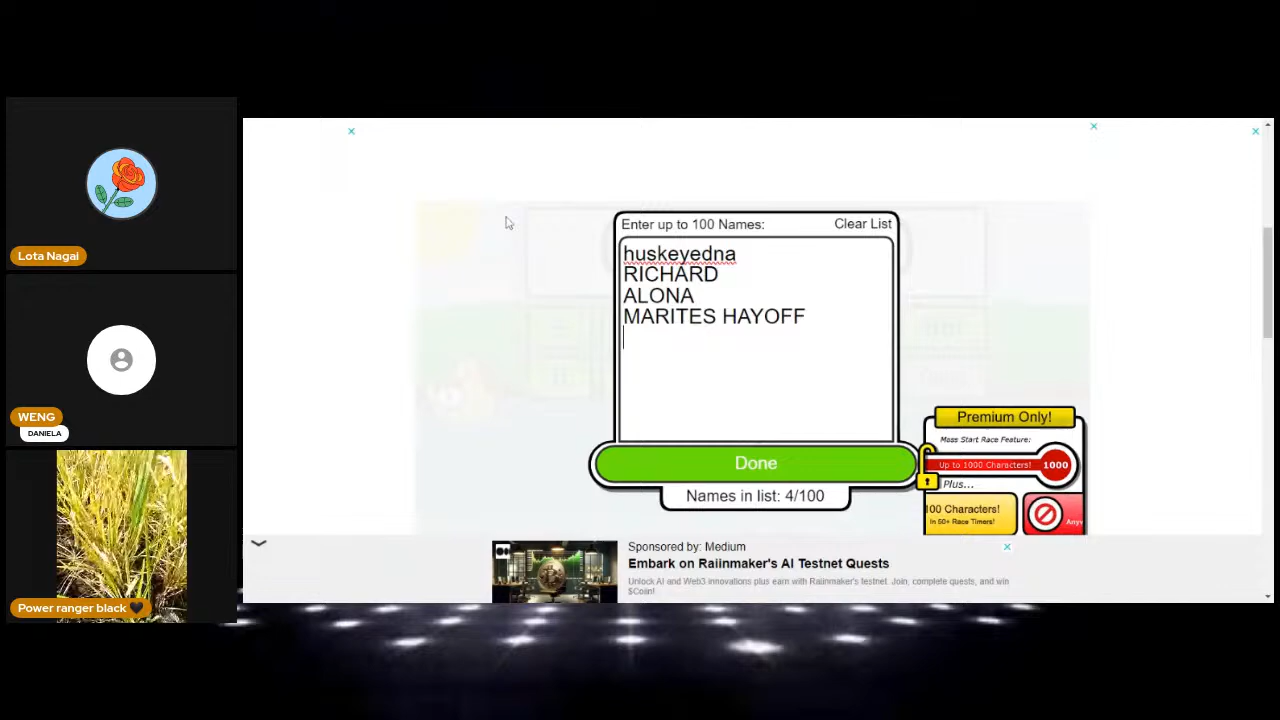 Lota Nagai
WENG
DANIELA
Power ranger black 🖤
Enter up to 100 Names:
Clear List
huskeyedna
RICHARD
ALONA
MARITES HAYOFF
Done
Names in list: 4/100
Premium Only!
Mass Start Race Feature:
Up to 1000 Characters!
1000
Plus...
100 Characters!
In 50+ Race Timers!
Sponsored by: Medium
Embark on Raiinmaker's AI Testnet Quests
Unlock AI and Web3 innovations plus earn with Raiinmaker's testnet. Join, complete quests, and win
$Coiin!